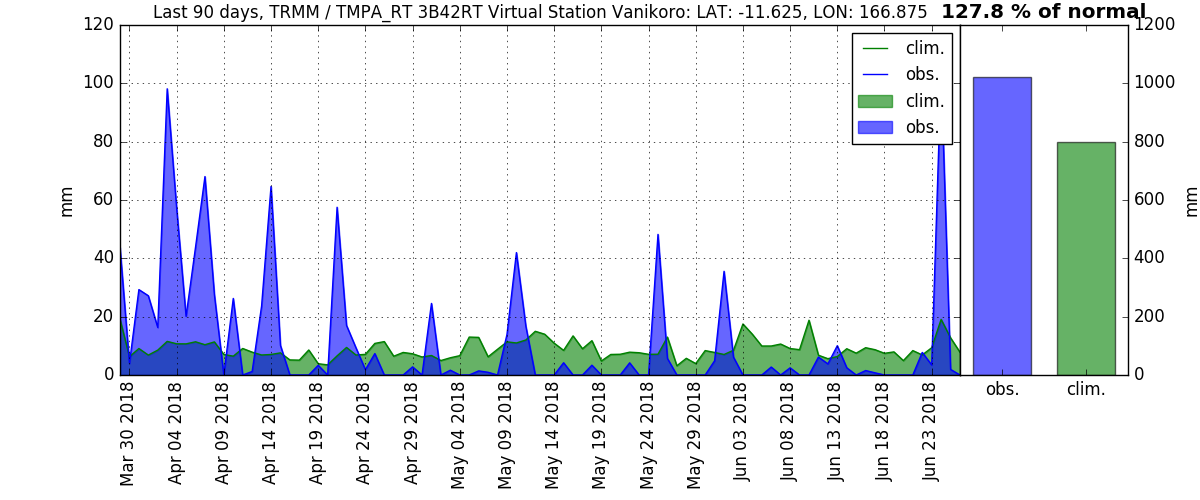 Last 90 days, TRMM / TMPA_RT 3B42RT Virtual Station Vanikoro: LAT: -11.625, LON: 166.875
127.8 % of normal
120
100
80
60
40
20
0
mm
clim.
obs.
clim.
obs.
1200
1000
800
600
400
200
0
mm
obs.
clim.
Mar 30 2018
Apr 04 2018
Apr 09 2018
Apr 14 2018
Apr 19 2018
Apr 24 2018
Apr 29 2018
May 04 2018
May 09 2018
May 14 2018
May 19 2018
May 24 2018
May 29 2018
Jun 03 2018
Jun 08 2018
Jun 13 2018
Jun 18 2018
Jun 23 2018